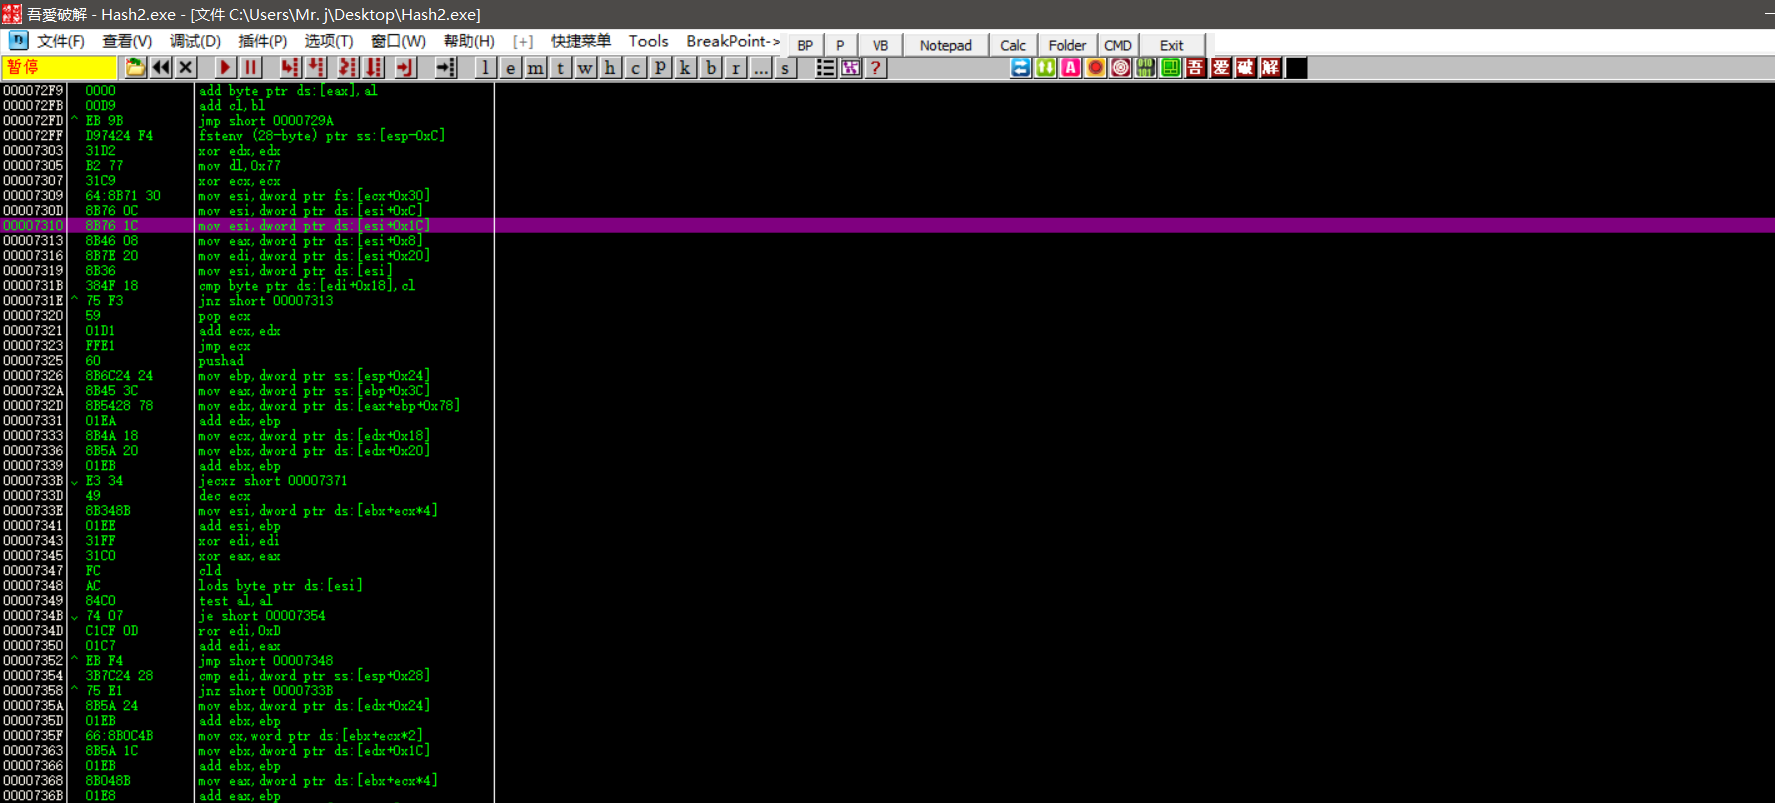 吾愛破解 - Hash2.exe - [文件 C:\Users\Mr. j\Desktop\Hash2.exe]
文件(F) 查看(V) 调试(D) 插件(P) 选项(T) 窗口(W) 帮助(H) [+] 快捷菜单 Tools BreakPoint-> BP P VB Notepad Calc Folder CMD Exit
暂停 l e m t w h c P k b r ... s ? A 吾 爱 破 解
000072F9 0000 add byte ptr ds:[eax],al
000072FB 00D9 add cl,bl
000072FD ^ EB 9B jmp short 0000729A
000072FF D97424 F4 fstenv (28-byte) ptr ss:[esp-0xC]
00007303 31D2 xor edx,edx
00007305 B2 77 mov dl,0x77
00007307 31C9 xor ecx,ecx
00007309 64:8B71 30 mov esi,dword ptr fs:[ecx+0x30]
0000730D 8B76 0C mov esi,dword ptr ds:[esi+0xC]
00007310 8B76 1C mov esi,dword ptr ds:[esi+0x1C]
00007313 8B46 08 mov eax,dword ptr ds:[esi+0x8]
00007316 8B7E 20 mov edi,dword ptr ds:[esi+0x20]
00007319 8B36 mov esi,dword ptr ds:[esi]
0000731B 384F 18 cmp byte ptr ds:[edi+0x18],cl
0000731E ^ 75 F3 jnz short 00007313
00007320 59 pop ecx
00007321 01D1 add ecx,edx
00007323 FFE1 jmp ecx
00007325 60 pushad
00007326 8B6C24 24 mov ebp,dword ptr ss:[esp+0x24]
0000732A 8B45 3C mov eax,dword ptr ss:[ebp+0x3C]
0000732D 8B5428 78 mov edx,dword ptr ds:[eax+ebp+0x78]
00007331 01EA add edx,ebp
00007333 8B4A 18 mov ecx,dword ptr ds:[edx+0x18]
00007336 8B5A 20 mov ebx,dword ptr ds:[edx+0x20]
00007339 01EB add ebx,ebp
0000733B v E3 34 jecxz short 00007371
0000733D 49 dec ecx
0000733E 8B348B mov esi,dword ptr ds:[ebx+ecx*4]
00007341 01EE add esi,ebp
00007343 31FF xor edi,edi
00007345 31C0 xor eax,eax
00007347 FC cld
00007348 AC lods byte ptr ds:[esi]
00007349 84C0 test al,al
0000734B v 74 07 je short 00007354
0000734D C1CF 0D ror edi,0xD
00007350 01C7 add edi,eax
00007352 ^ EB F4 jmp short 00007348
00007354 3B7C24 28 cmp edi,dword ptr ss:[esp+0x28]
00007358 ^ 75 E1 jnz short 0000733B
0000735A 8B5A 24 mov ebx,dword ptr ds:[edx+0x24]
0000735D 01EB add ebx,ebp
0000735F 66:8B0C4B mov cx,word ptr ds:[ebx+ecx*2]
00007363 8B5A 1C mov ebx,dword ptr ds:[edx+0x1C]
00007366 01EB add ebx,ebp
00007368 8B048B mov eax,dword ptr ds:[ebx+ecx*4]
0000736B 01E8 add eax,ebp